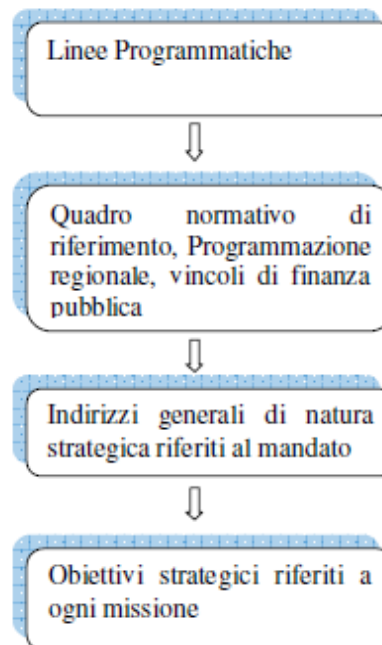 Linee Programmatiche
Quadro normativo di
riferimento, Programmazione
regionale, vincoli di finanza
pubblica
Indirizzi generali di natura
strategica riferiti al mandato
Obiettivi strategici riferiti a
ogni missione